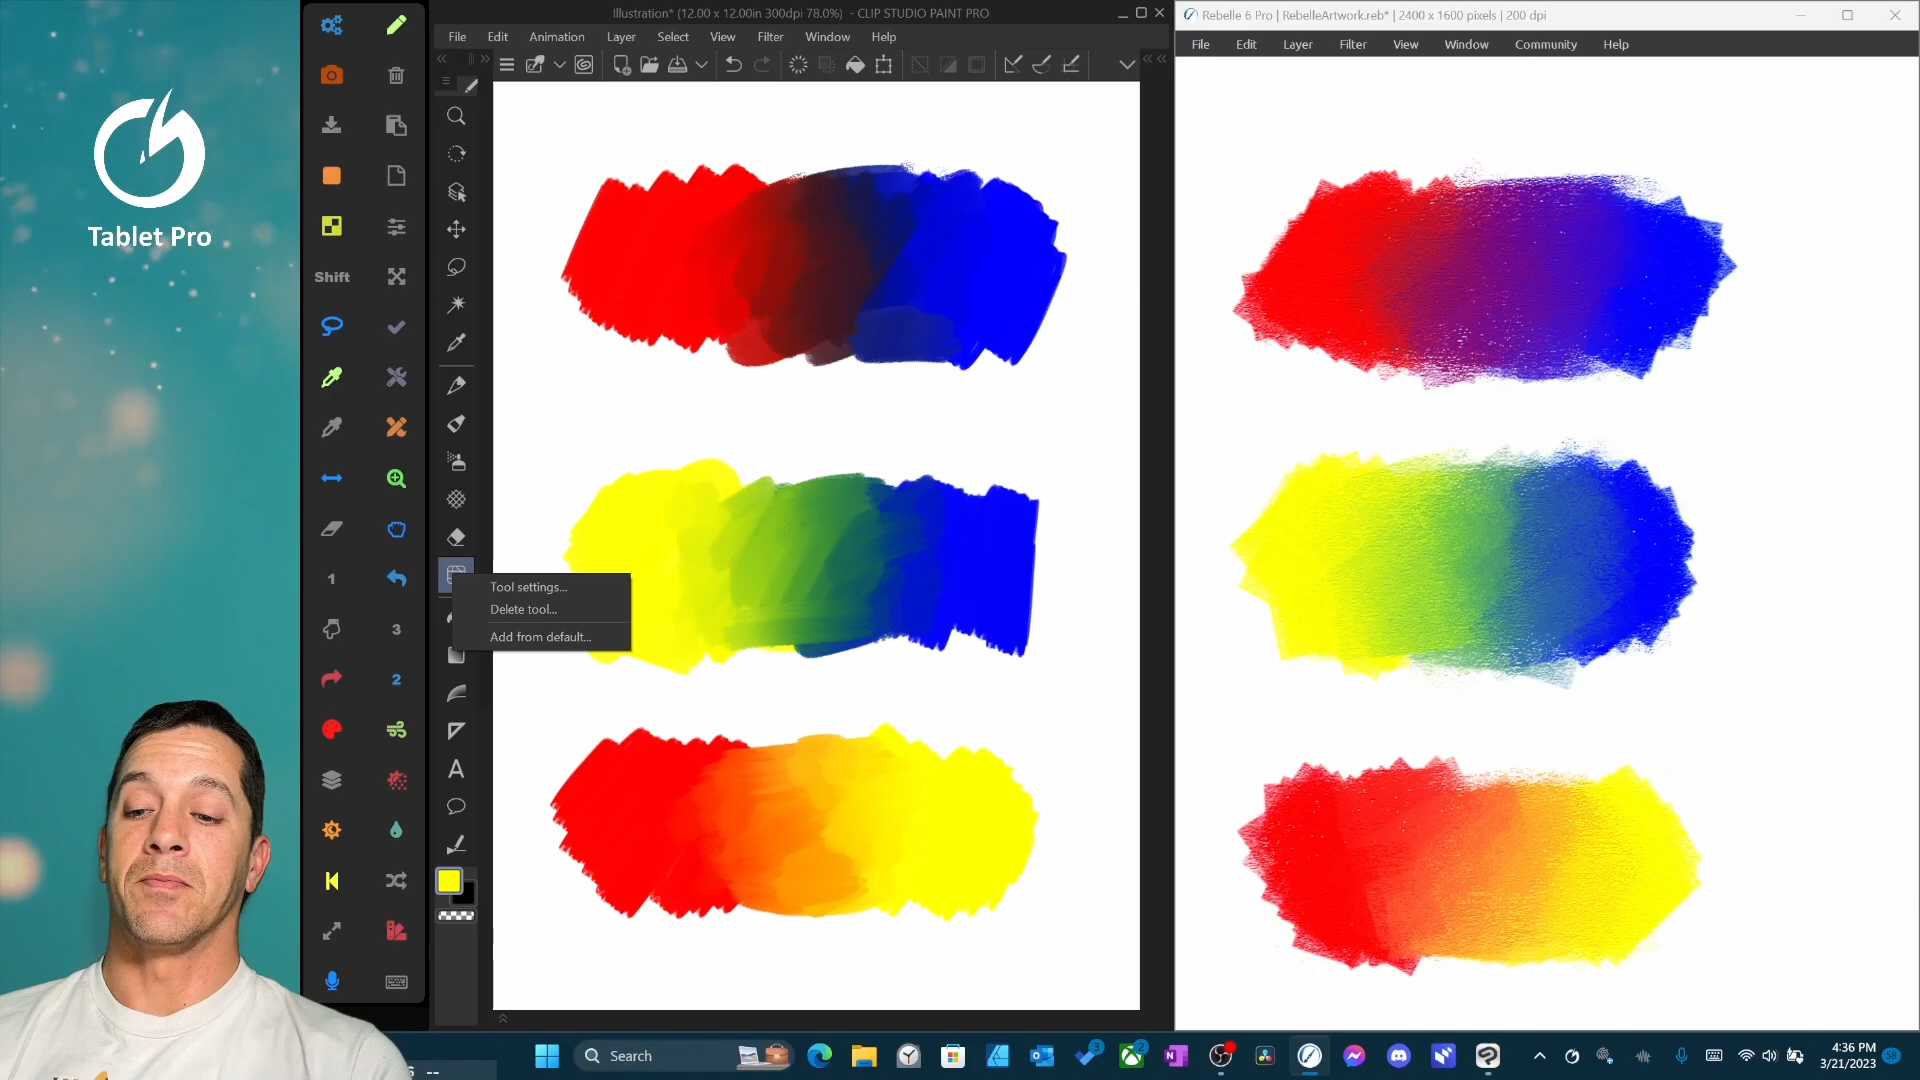 Tablet Pro
Shift
1
3
2
Illustration* (12.00 x 12.00in 300dpi 78.0%) - CLIP STUDIO PAINT PRO
File Edit Animation Layer Select View Filter Window Help
Tool settings...
Delete tool...
Add from default...
A
Rebelle 6 Pro | RebelleArtwork.reb* | 2400 x 1600 pixels | 200 dpi
File Edit Layer Filter View Window Community Help
Search
3
2
N
4:36 PM
3/21/2023